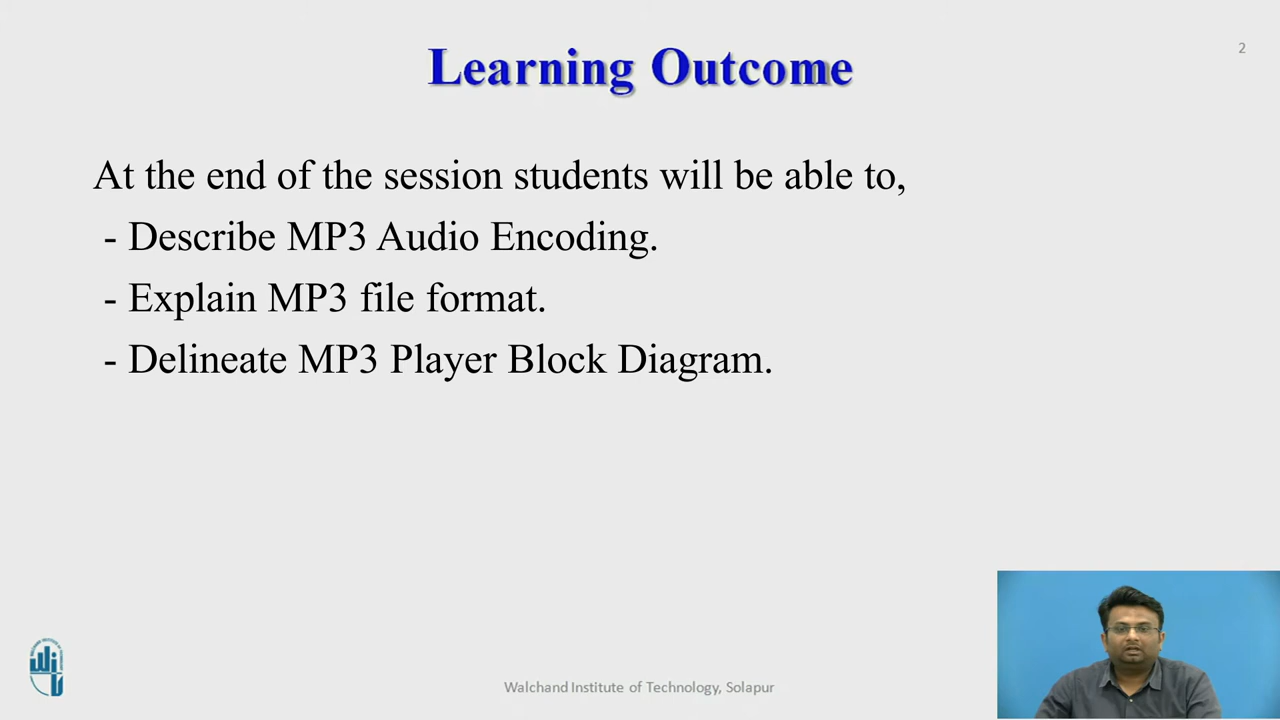 2
Learning Outcome
At the end of the session students will be able to,
- Describe MP3 Audio Encoding.
- Explain MP3 file format.
- Delineate MP3 Player Block Diagram.
Walchand Institute of Technology, Solapur